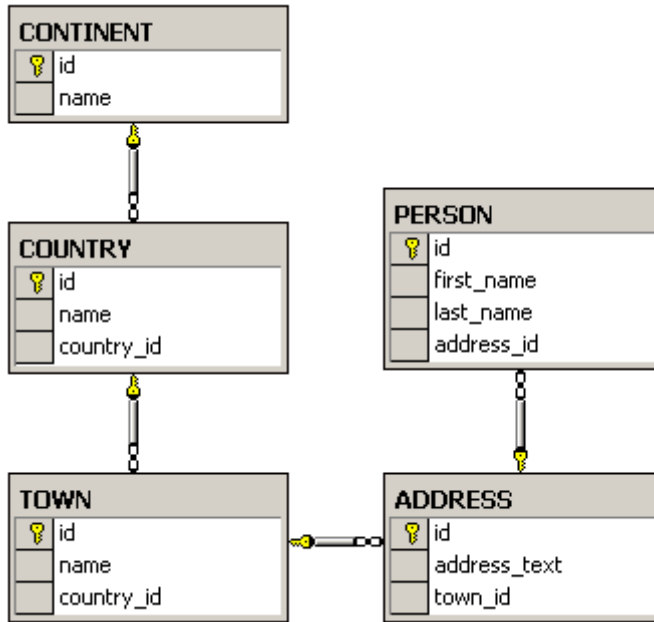 CONTINENT
id
name
COUNTRY
id
name
country_id
TOWN
id
name
country_id
PERSON
id
first_name
last_name
address_id
ADDRESS
id
address_text
town_id